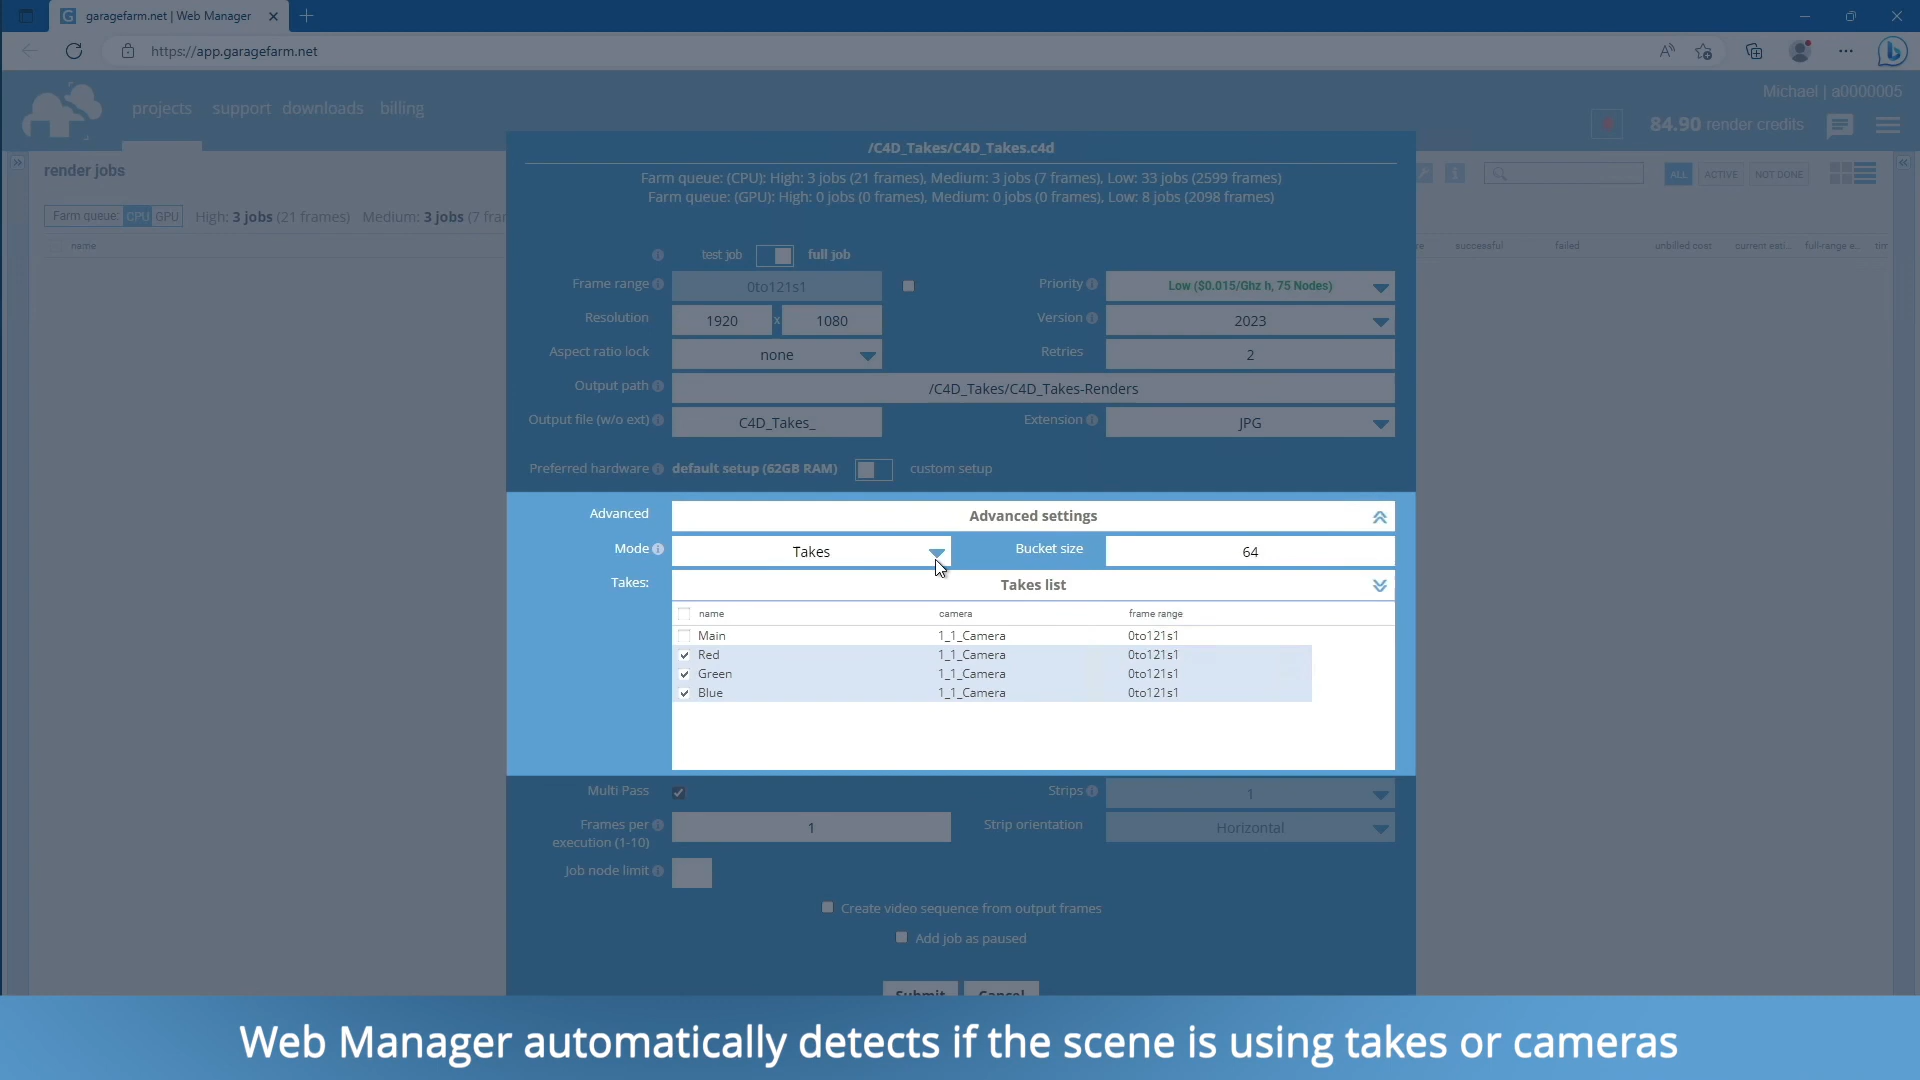 garagefarm.net | Web Manager
https://app.garagefarm.net
projects support downloads billing
Michael | a0000005
84.90 render credits
render jobs
ALL ACTIVE NOT DONE
Farm queue: CPU GPU High: 3 jobs (21 frames) Medium: 3 jobs (7
name
successful failed unbilled cost current esti... full-range e...
/C4D_Takes/C4D_Takes.c4d
Farm queue: (CPU): High: 3 jobs (21 frames), Medium: 3 jobs (7 frames), Low: 33 jobs (2599 frames)
Farm queue: (GPU): High: 0 jobs (0 frames), Medium: 0 jobs (0 frames), Low: 8 jobs (2098 frames)
test job full job
Frame range 0to121s1 Priority Low ($0.015/Ghz h, 75 Nodes)
Resolution 1920 x 1080 Version 2023
Aspect ratio lock none Retries 2
Output path /C4D_Takes/C4D_Takes-Renders
Output file (w/o ext) C4D_Takes_ Extension JPG
Preferred hardware default setup (62GB RAM) custom setup
Advanced Advanced settings
Mode Takes Bucket size 64
Takes: Takes list
name camera frame range
Main 1_1_Camera 0to121s1
Red 1_1_Camera 0to121s1
Green 1_1_Camera 0to121s1
Blue 1_1_Camera 0to121s1
Multi Pass Strips 1
Frames per execution (1-10) 1 Strip orientation Horizontal
Job node limit
Create video sequence from output frames
Add job as paused
Submit Cancel
Web Manager automatically detects if the scene is using takes or cameras